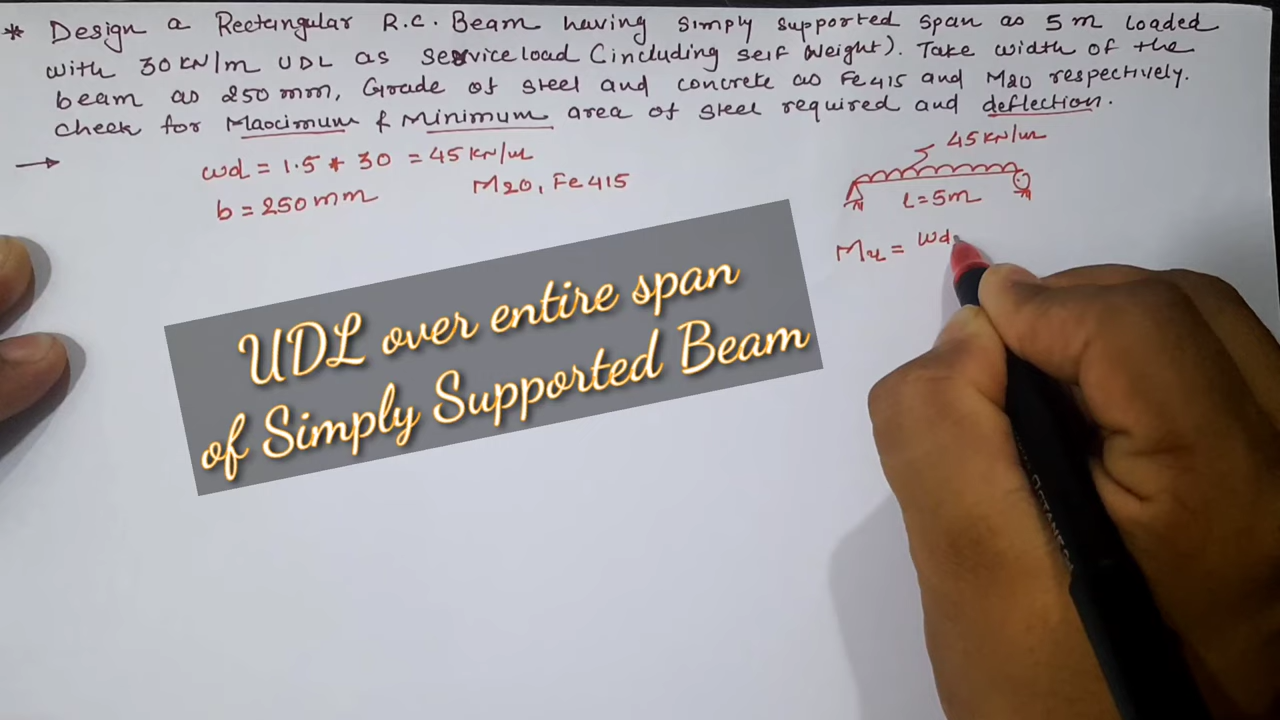 * Design a Rectangular R.C. Beam having simply supported span as 5m loaded
with 30 KN/m UDL as service load (including self weight). Take width of the
beam as 250 mm, Grade of steel and concrete as Fe415 and M20 respectively.
Check for Maximum & Minimum area of steel required and deflection.
→ wd = 1.5 * 30 = 45 KN/m
b = 250 mm M20, Fe415
45 KN/m
L = 5m
Mu = wd
UDL over entire span
of Simply Supported Beam